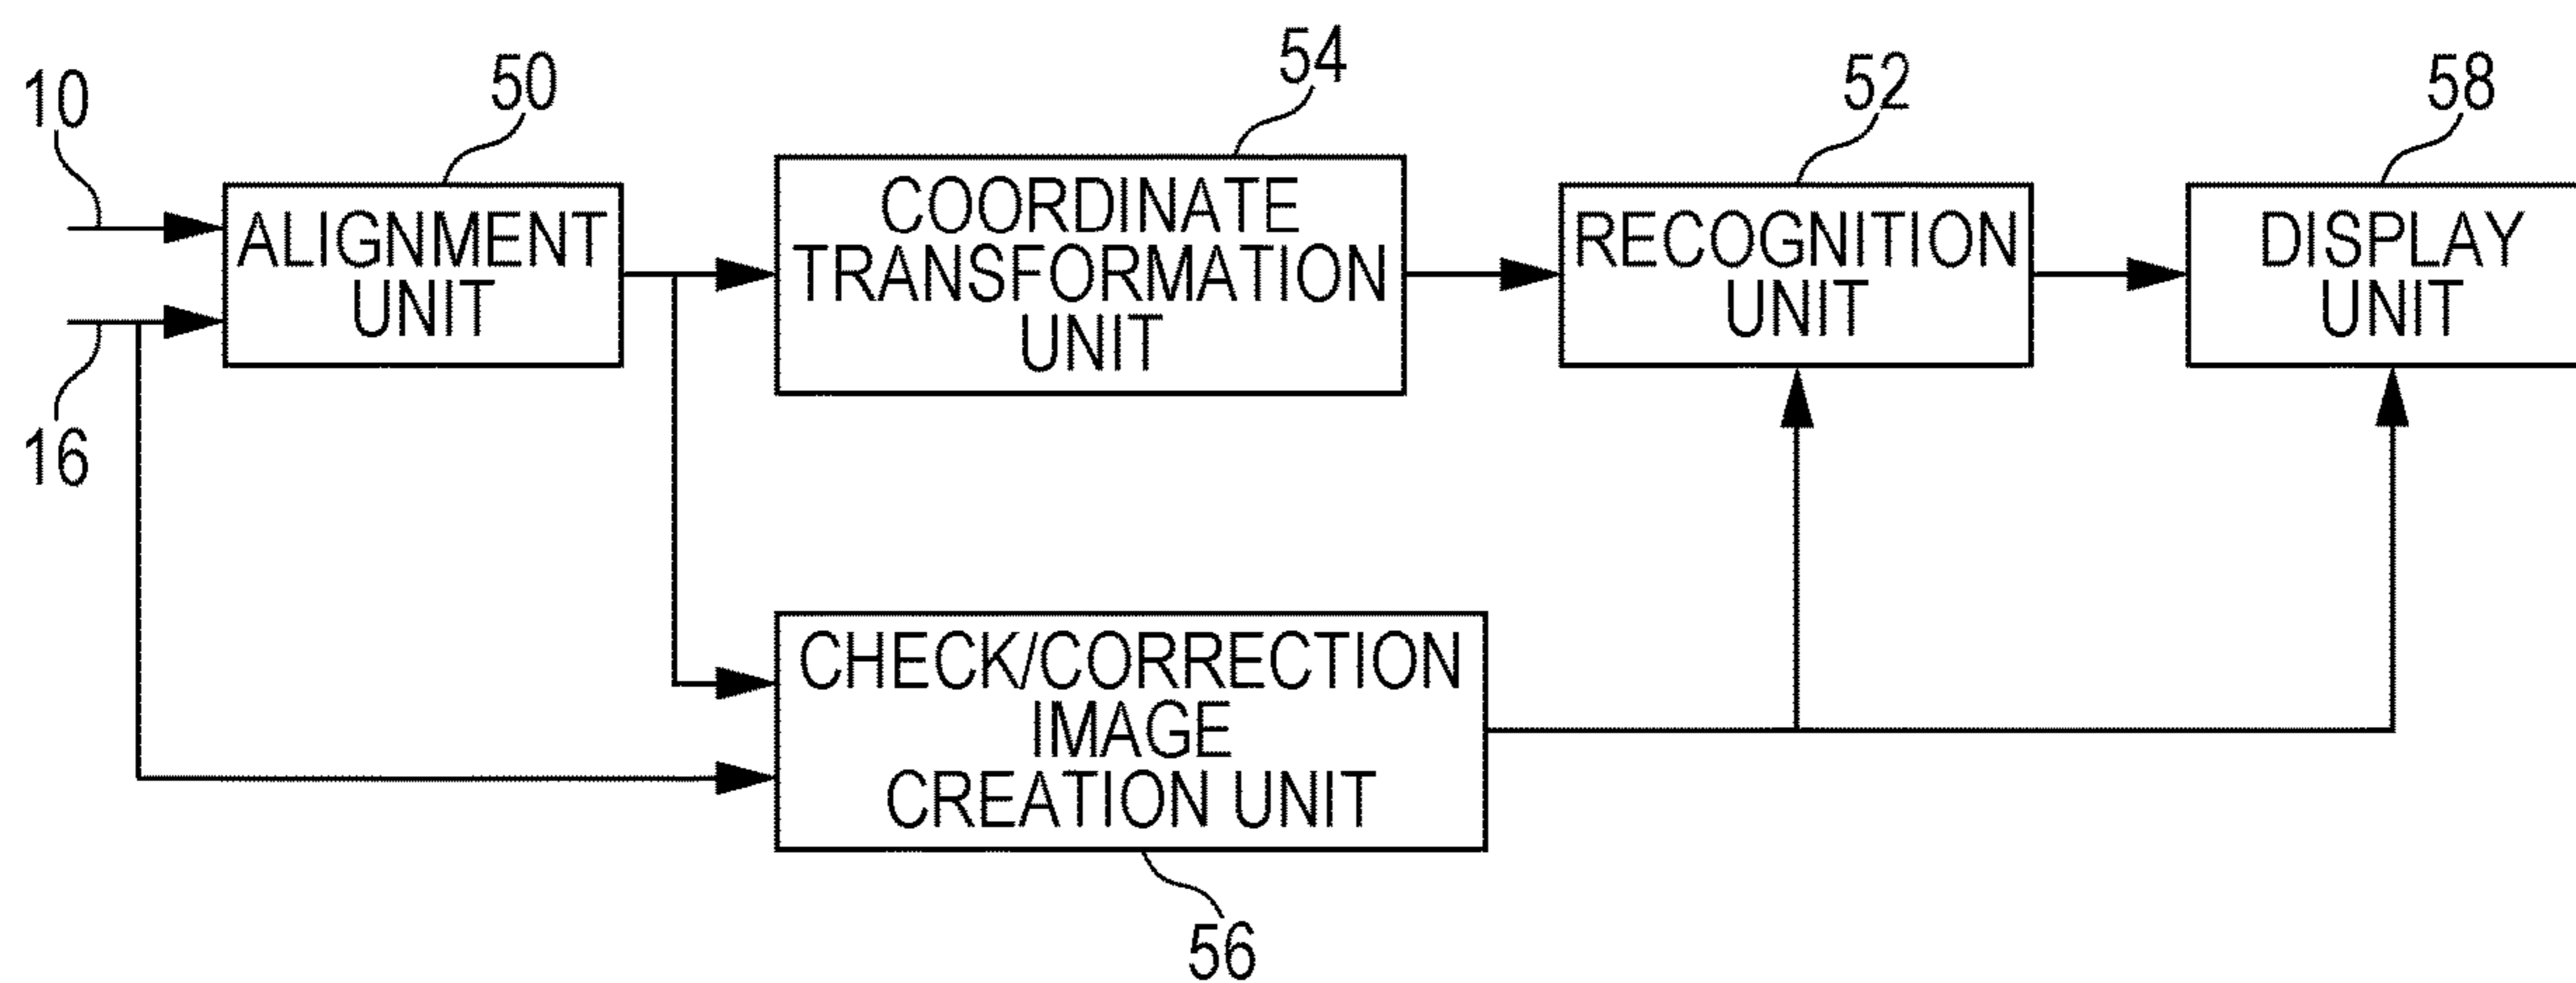 10
50
54
52
58
ALIGNMENT
UNIT
COORDINATE
TRANSFORMATION
UNIT
RECOGNITION
UNIT
DISPLAY
UNIT
16
CHECK/CORRECTION
IMAGE
CREATION UNIT
56